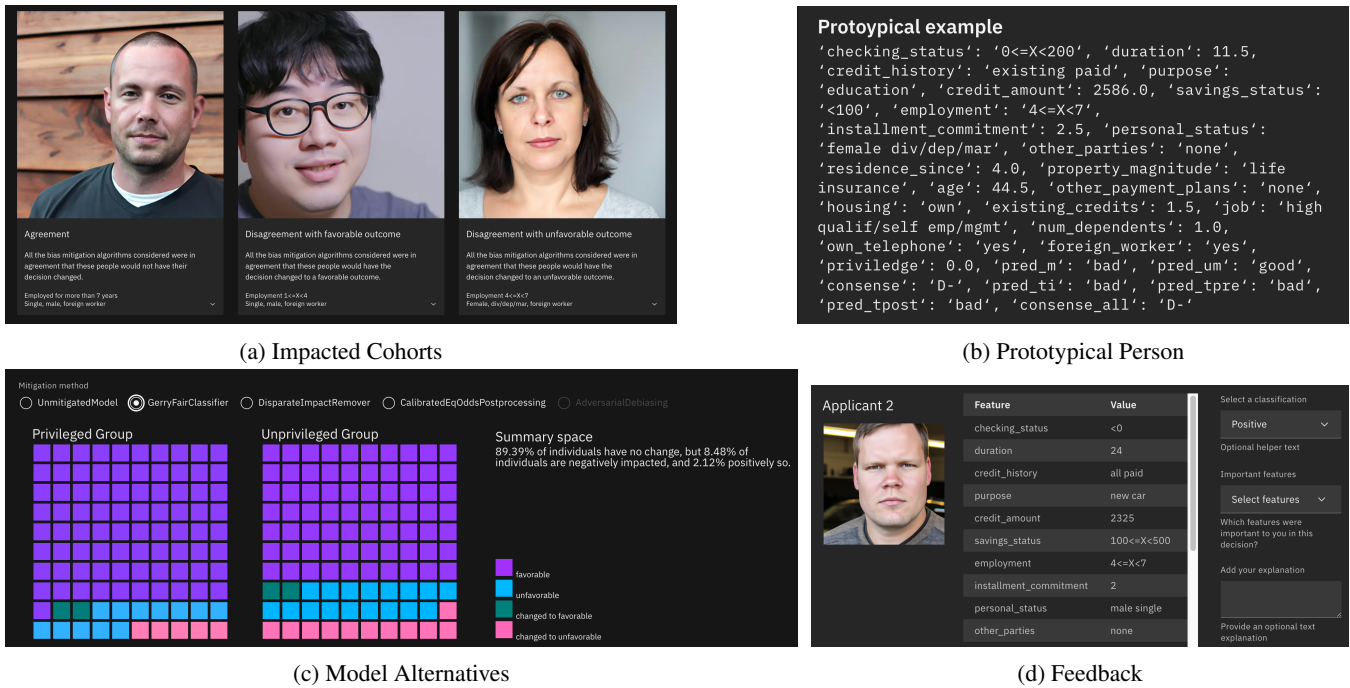 Agreement
All the bias mitigation algorithms considered were in
agreement that these people would not have their
decision changed.
Employed for more than 7 years
Single, male, foreign worker
Disagreement with favorable outcome
All the bias mitigation algorithms considered were in
agreement that these people would have the
decision changed to a favorable outcome.
Employment 1<=X<4
Single, male, foreign worker
Disagreement with unfavorable outcome
All the bias mitigation algorithms considered were in
agreement that these people would have the
decision changed to an unfavorable outcome.
Employment 4<=X<7
Female, div/dep/mar, foreign worker
(a) Impacted Cohorts
Protoypical example
‘checking_status‘: ‘0<=X<200‘, ‘duration‘: 11.5,
‘credit_history‘: ‘existing paid‘, ‘purpose‘:
‘education‘, ‘credit_amount‘: 2586.0, ‘savings_status‘:
‘<100‘, ‘employment‘: ‘4<=X<7‘,
‘installment_commitment‘: 2.5, ‘personal_status‘:
‘female div/dep/mar‘, ‘other_parties‘: ‘none‘,
‘residence_since‘: 4.0, ‘property_magnitude‘: ‘life
insurance‘, ‘age‘: 44.5, ‘other_payment_plans‘: ‘none‘,
‘housing‘: ‘own‘, ‘existing_credits‘: 1.5, ‘job‘: ‘high
qualif/self emp/mgmt‘, ‘num_dependents‘: 1.0,
‘own_telephone‘: ‘yes‘, ‘foreign_worker‘: ‘yes‘,
‘priviledge‘: 0.0, ‘pred_m‘: ‘bad‘, ‘pred_um‘: ‘good‘,
‘consense‘: ‘D-‘, ‘pred_ti‘: ‘bad‘, ‘pred_tpre‘: ‘bad‘,
‘pred_tpost‘: ‘bad‘, ‘consense_all‘: ‘D-‘
(b) Prototypical Person
Mitigation method
UnmitigatedModel GerryFairClassifier DisparateImpactRemover CalibratedEqOddsPostprocessing AdversarialDebiasing
Privileged Group
Unprivileged Group
Summary space
89.39% of individuals have no change, but 8.48% of
individuals are negatively impacted, and 2.12% positively so.
favorable
unfavorable
changed to favorable
changed to unfavorable
(c) Model Alternatives
Applicant 2
Feature Value
checking_status <0
duration 24
credit_history all paid
purpose new car
credit_amount 2325
savings_status 100<=X<500
employment 4<=X<7
installment_commitment 2
personal_status male single
other_parties none
Select a classification
Positive
Optional helper text
Important features
Select features
Which features were
important to you in this
decision?
Add your explanation
Provide an optional text
explanation
(d) Feedback